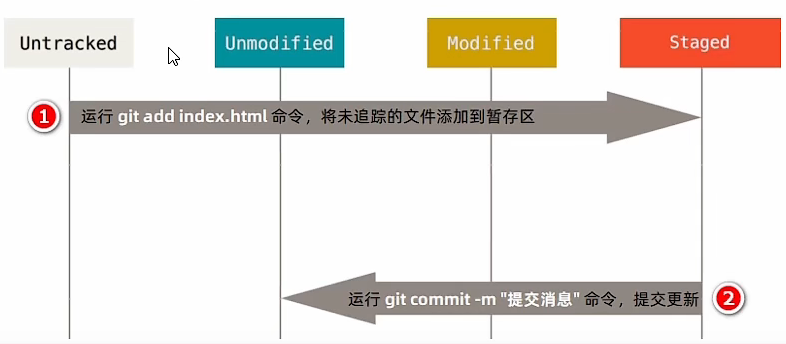 Untracked
Unmodified
Modified
Staged
1
运行 git add index.html 命令，将未追踪的文件添加到暂存区
运行 git commit -m "提交消息" 命令，提交更新
2